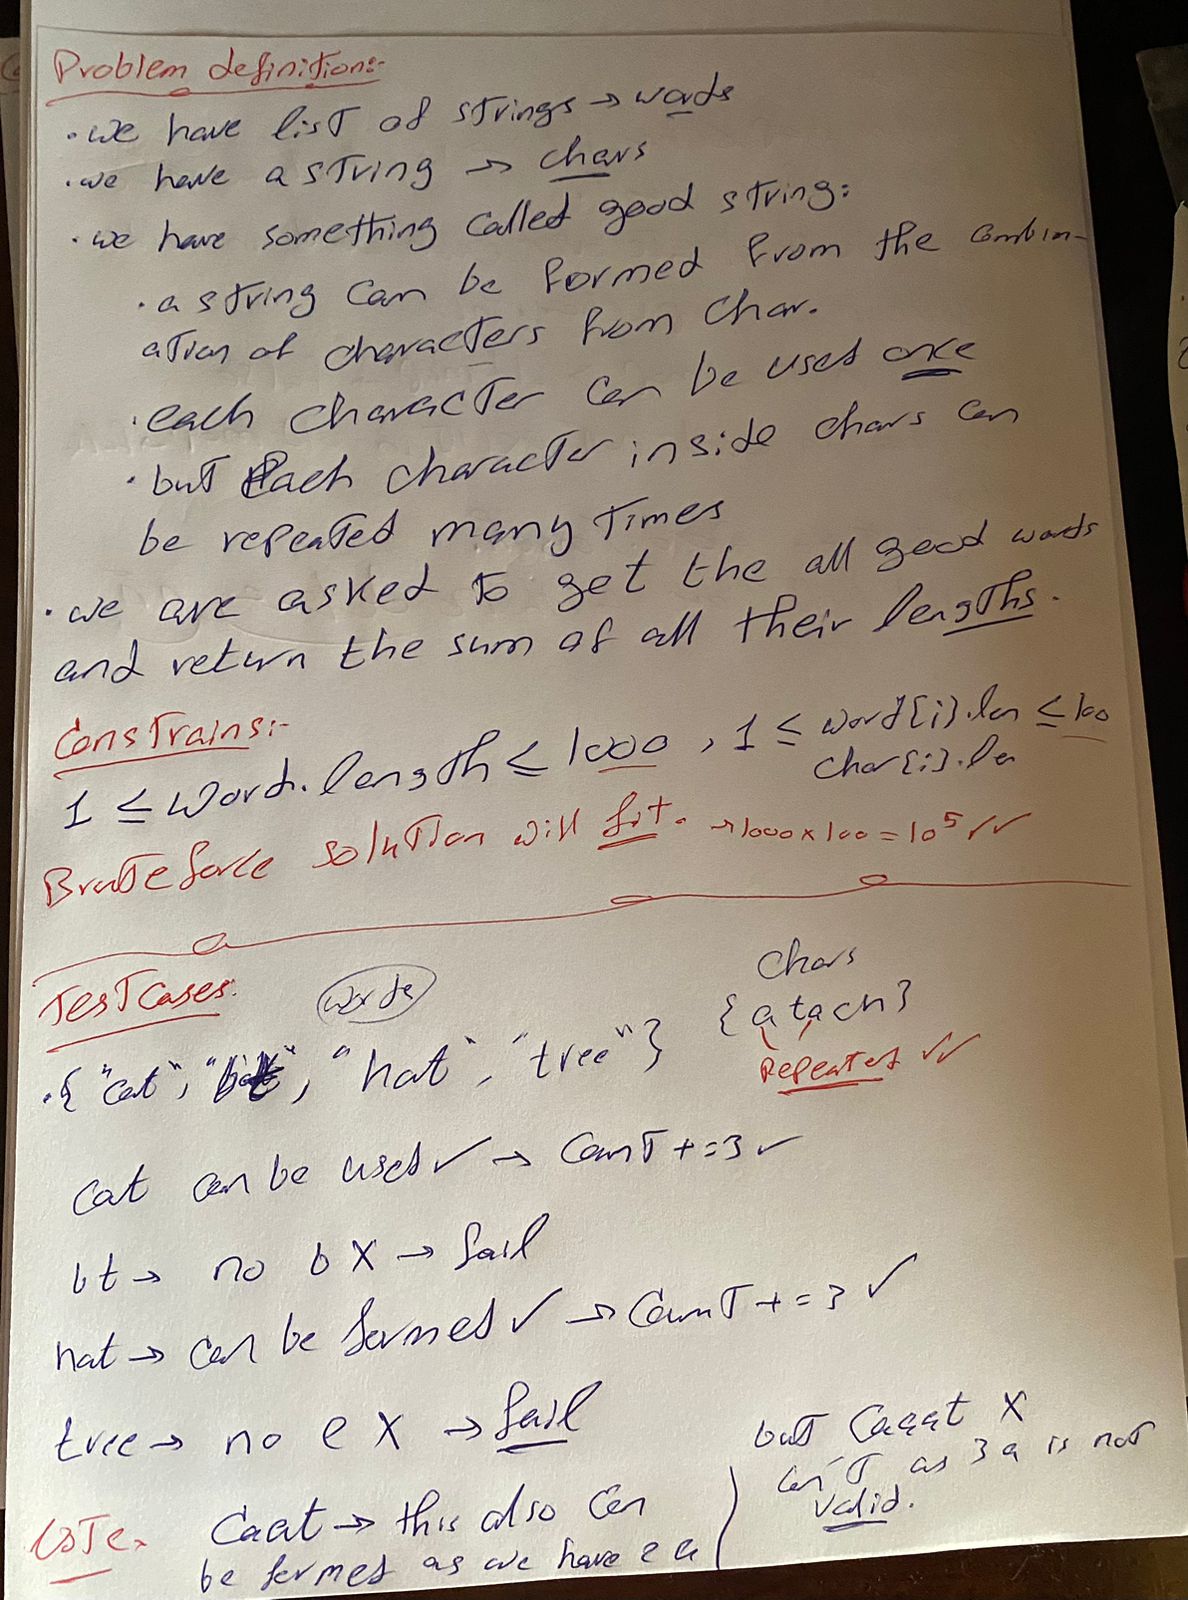 Problem definition:-
• we have list of strings → words
• we have a string → chars
• we have something called good string:
• a string can be formed from the combin-
ation of characters from char.
• each character can be used once
• but each character inside chars can
be repeated many times
• we are asked to get the all good words
and return the sum of all their lengths.
Constrains:-
1 ≤ word.length ≤ 1000 , 1 ≤ word[i].len ≤ 100
char[i].len
Brute force solution will fit. → 1000 x 100 = 10^5 ✓✓
Test Cases:
words
chars
• { "cat", "bt", "hat", "tree" }
{ atach }
Repeated ✓✓
cat can be used ✓ → count += 3 ✓
bt → no b X → fail
hat → can be formed ✓ → count += 3 ✓
tree → no e X → fail
Note:
caat → this also can
be formed as we have 2 a
but caaat X
can't as 3 a is not
valid.